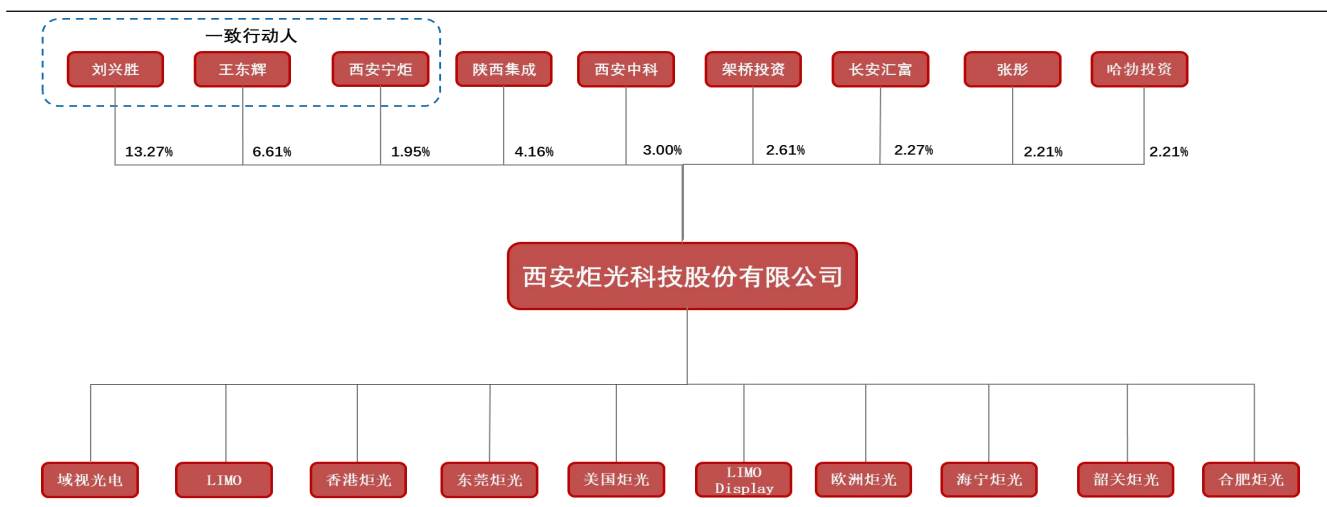 一致行动人
刘兴胜
王东辉
西安宁炬
陕西集成
西安中科
架桥投资
长安汇富
张彤
哈勃投资
13.27%
6.61%
1.95%
4.16%
3.00%
2.61%
2.27%
2.21%
2.21%
西安炬光科技股份有限公司
域视光电
LIMO
香港炬光
东莞炬光
美国炬光
LIMO
Display
欧洲炬光
海宁炬光
韶关炬光
合肥炬光